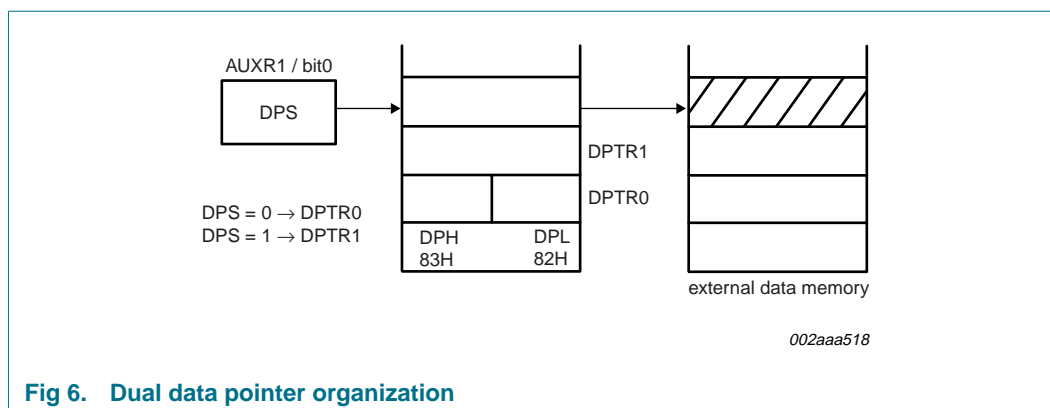 AUXR1 / bit0
DPS
DPTR1
DPTR0
DPS = 0 → DPTR0
DPS = 1 → DPTR1
DPH DPL
83H 82H
external data memory
002aaa518
Fig 6. Dual data pointer organization